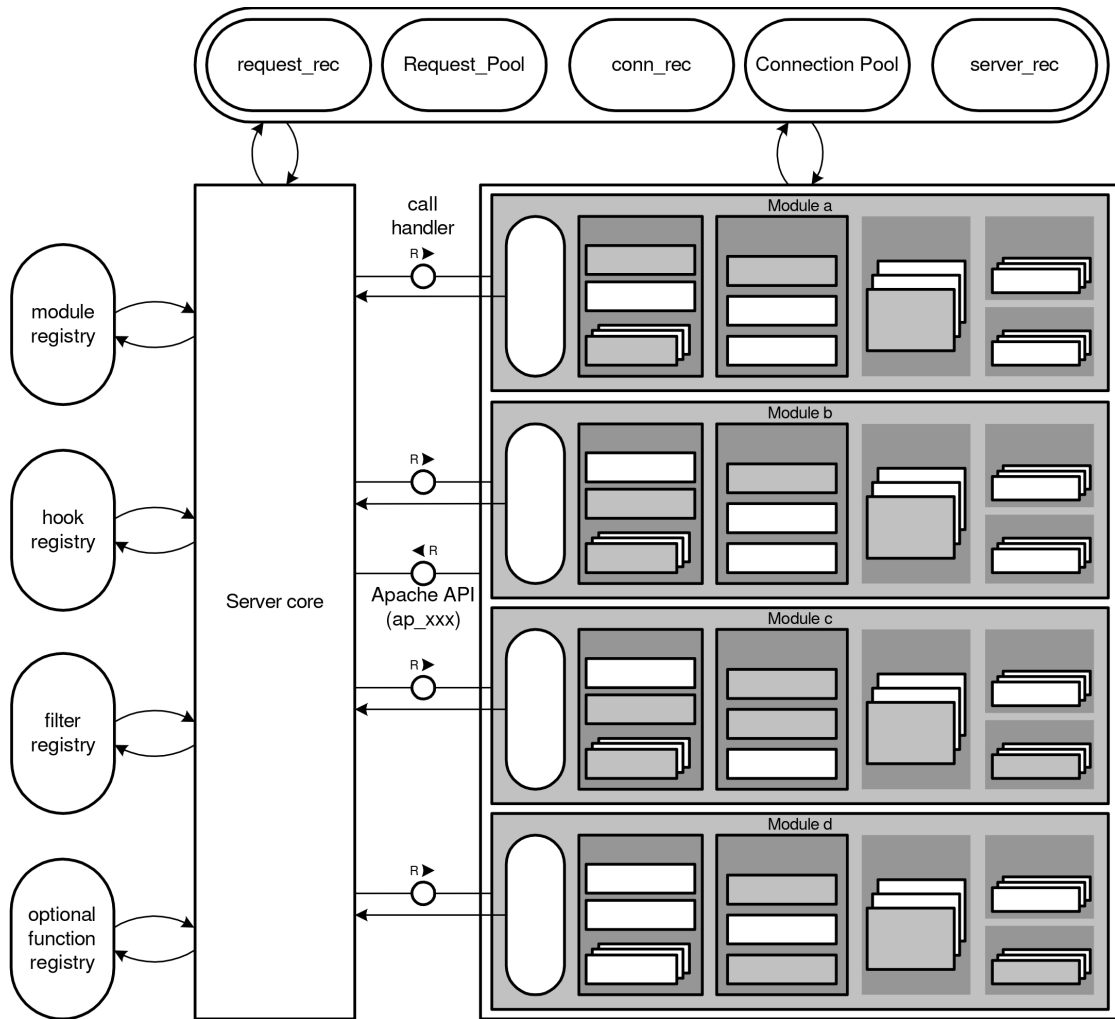 request_rec
Request_Pool
conn_rec
Connection Pool
server_rec
call
handler
R
Module a
module
registry
Module b
R
hook
registry
R
Server core
Apache API
(ap_xxx)
Module c
R
filter
registry
Module d
R
optional
function
registry